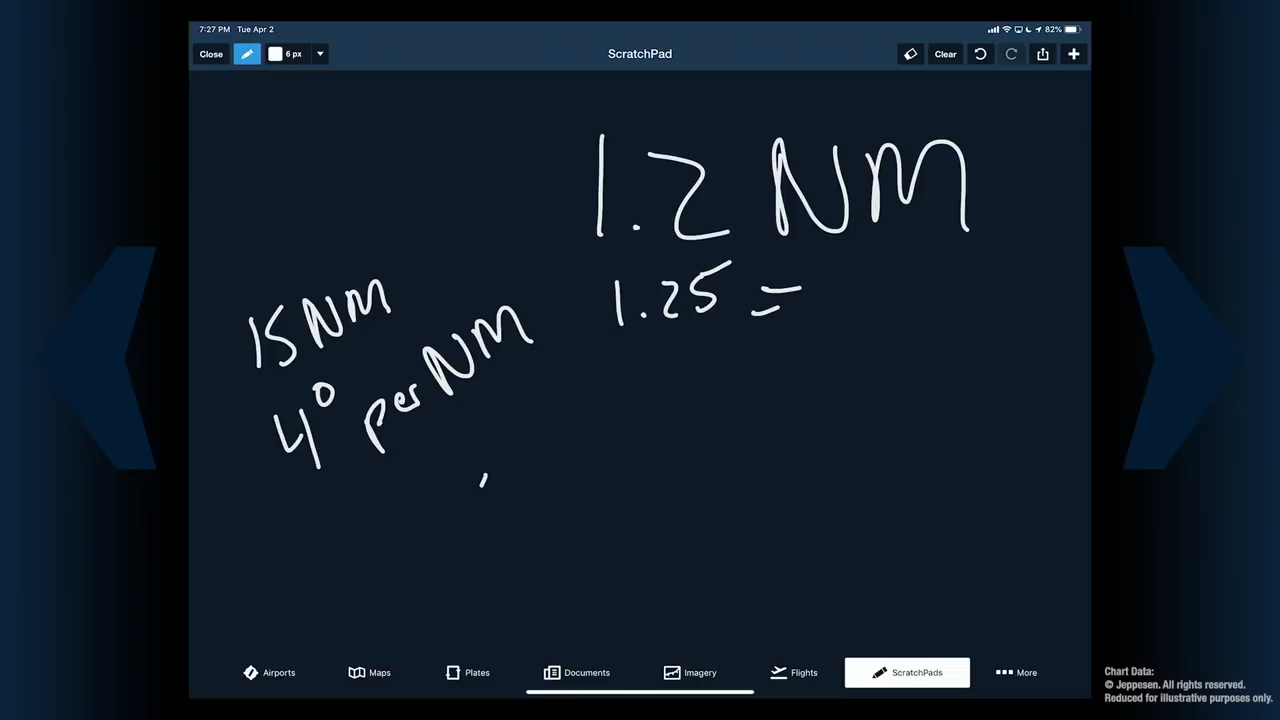 7:27 PM Tue Apr 2
82%
Close
6 px
ScratchPad
Clear
1.2 NM
1.25 =
15 NM
4° per NM
Airports
Maps
Plates
Documents
Imagery
Flights
ScratchPads
More
Chart Data:
© Jeppesen. All rights reserved.
Reduced for illustrative purposes only.